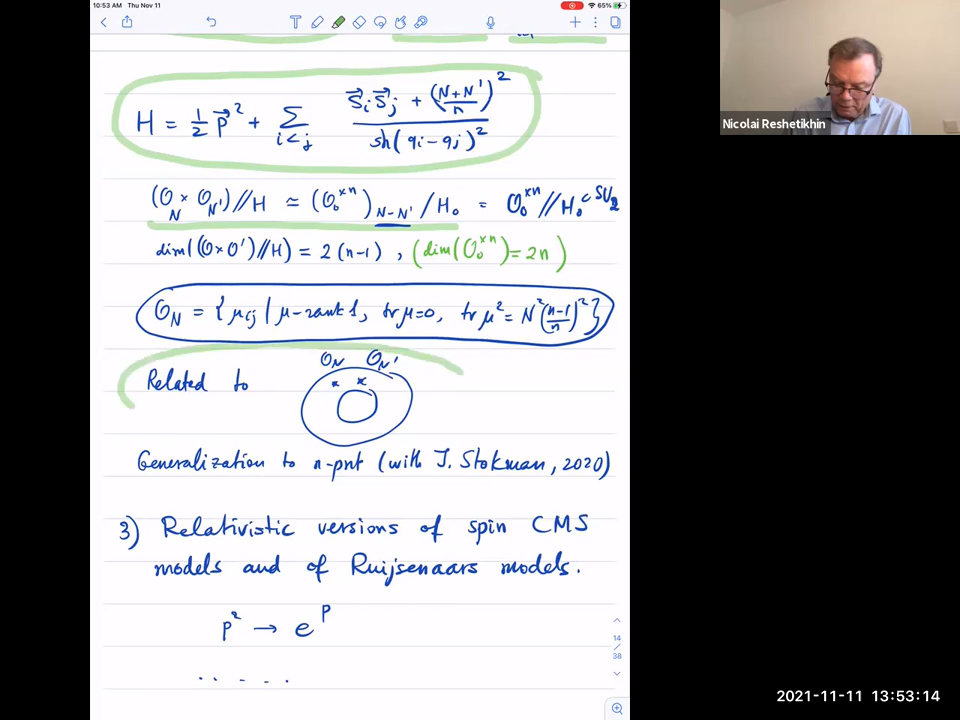 10:53 AM Thu Nov 11
65%
H = 1/2 p⃗² + Σ_{i<j} (S⃗_i S⃗_j + ((N+N')/n)²) / sh(q_i - q_j)²
(O_N × O_N')//H ≃ (O_0^{×n})_{N-N'} / H_0 = O_0^{×n}//H_0 ⊂ SU_2
dim((O×O')//H) = 2(n-1), (dim(O_0^{×n}) = 2n)
O_N = {μ_ij | μ-rank 1, tr μ=0, tr μ² = N²((n-1)/n)²}
O_N O_N'
Related to
x x
Generalization to n-pnt (with J. Stokman, 2020)
3) Relativistic versions of spin CMS
models and of Ruijsenaars models.
p² → e^p
. . - . .
14
/
38
Nicolai Reshetikhin
2021-11-11 13:53:14